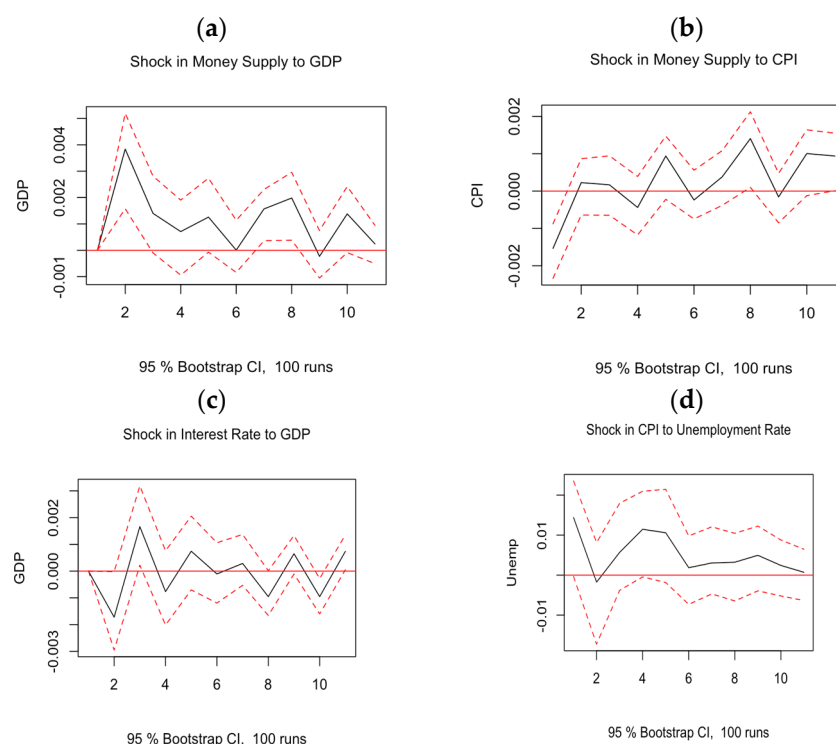 (a)
Shock in Money Supply to GDP
GDP
0.004
0.002
-0.001
2
4
6
8
10
95 % Bootstrap CI, 100 runs
(b)
Shock in Money Supply to CPI
CPI
0.002
0.000
-0.002
2
4
6
8
10
95 % Bootstrap CI, 100 runs
(c)
Shock in Interest Rate to GDP
GDP
0.002
0.000
-0.003
2
4
6
8
10
95 % Bootstrap CI, 100 runs
(d)
Shock in CPI to Unemployment Rate
Unemp
0.01
-0.01
2
4
6
8
10
95 % Bootstrap CI, 100 runs